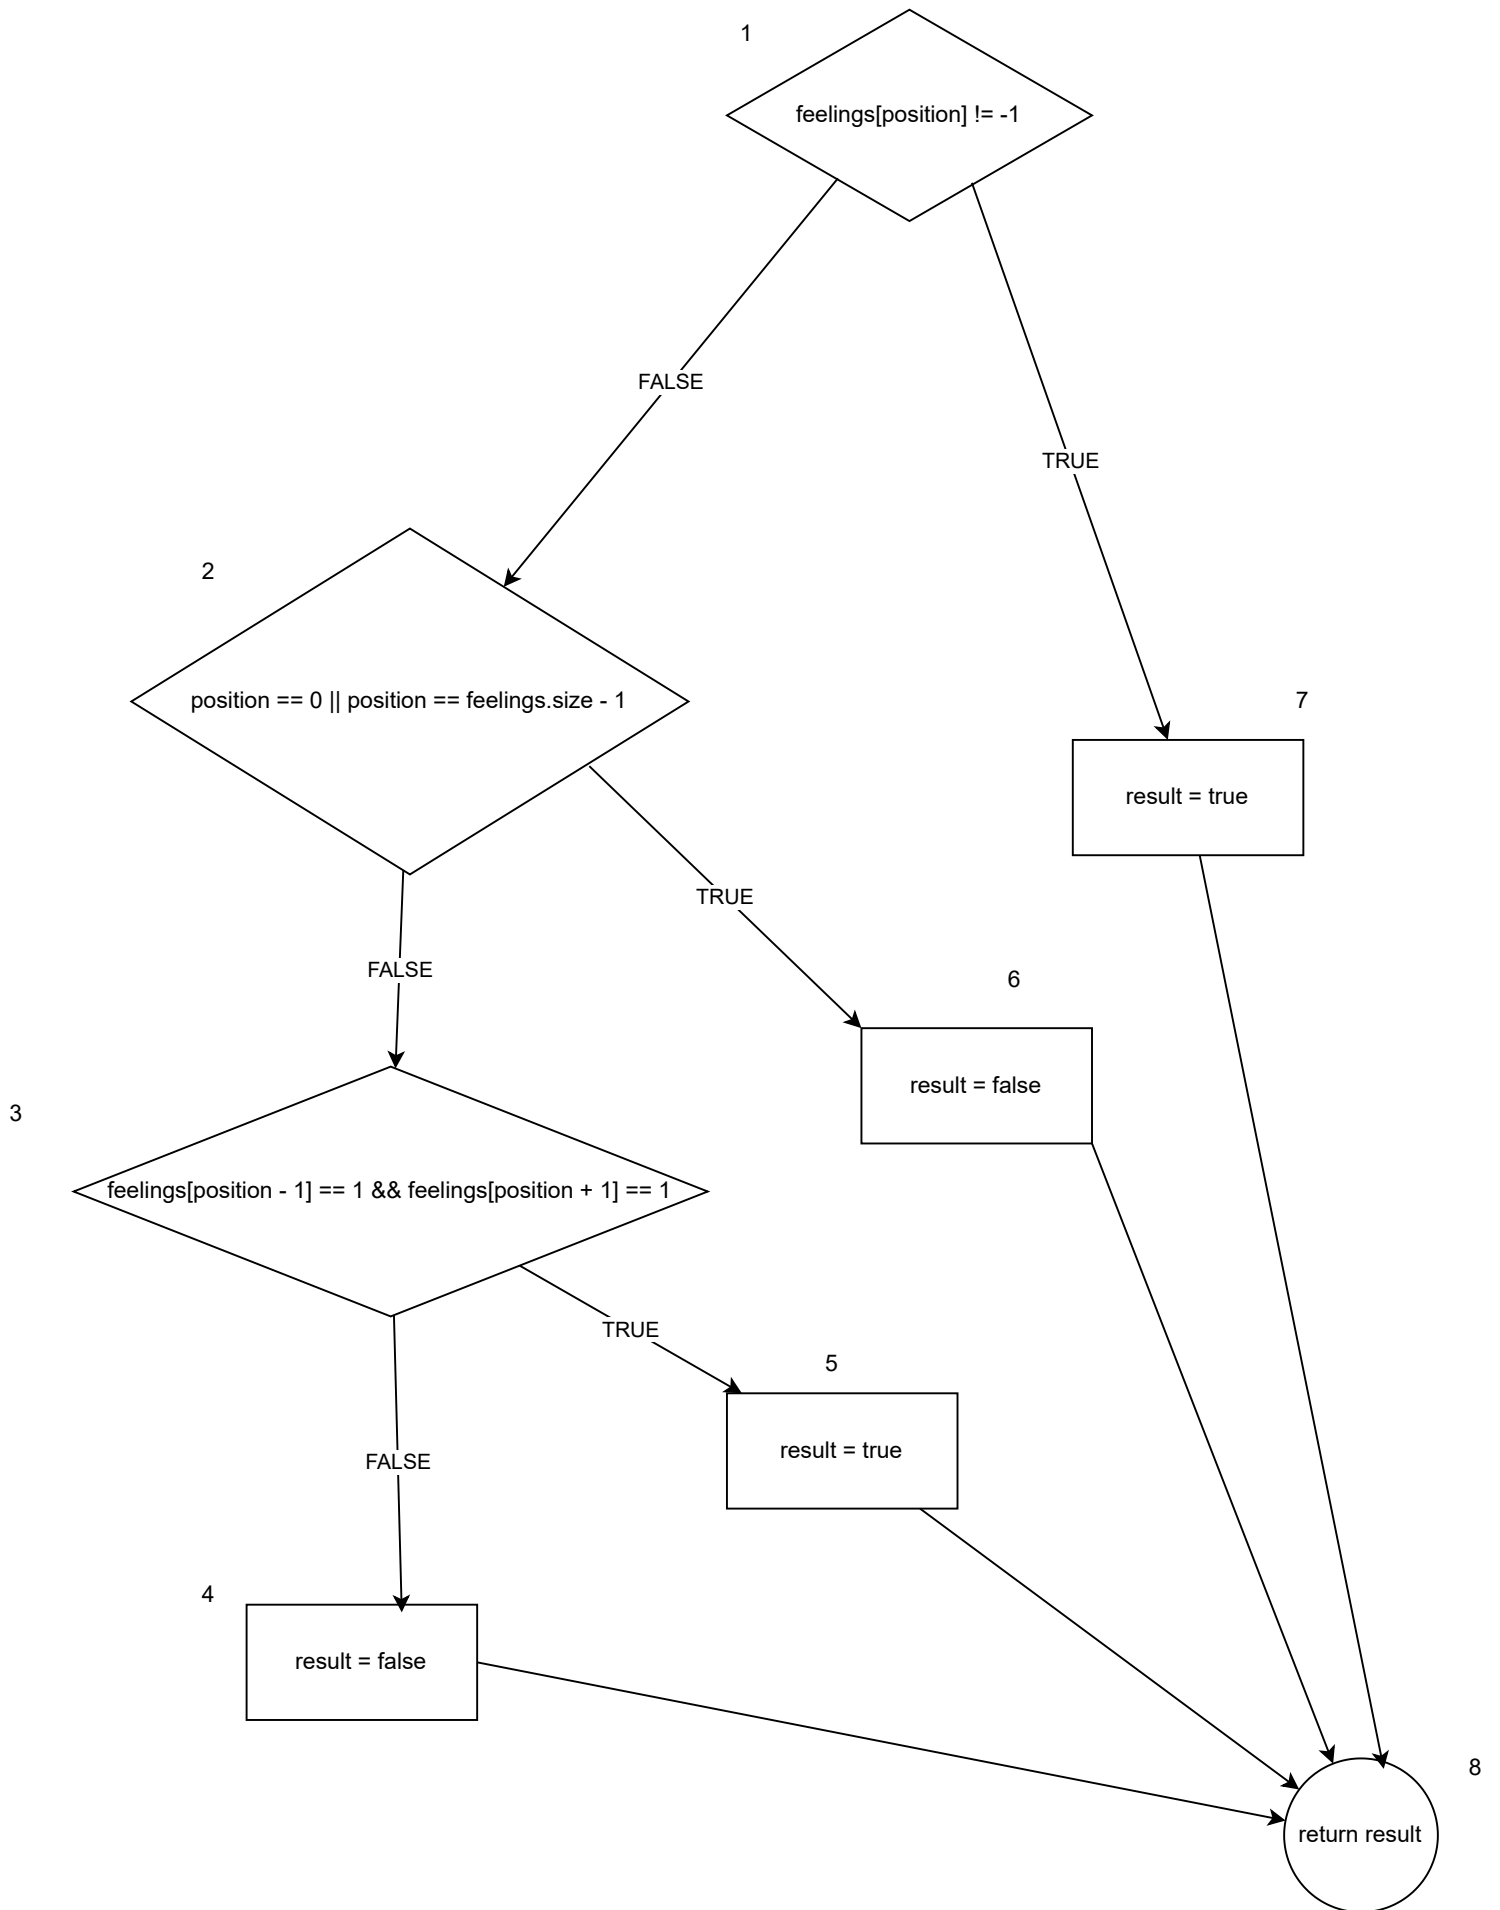 1
feelings[position] != -1
FALSE
TRUE
2
position == 0 || position == feelings.size - 1
7
result = true
TRUE
FALSE
6
result = false
3
feelings[position - 1] == 1 && feelings[position + 1] == 1
TRUE
5
result = true
FALSE
4
result = false
8
return result